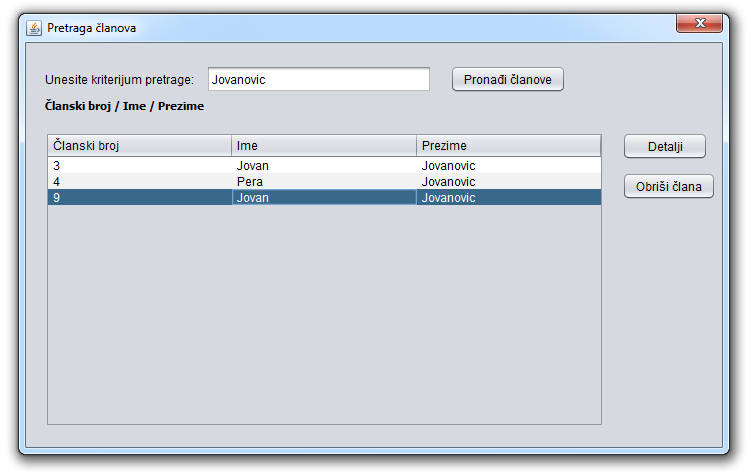 Pretraga članova
Unesite kriterijum pretrage: Jovanovic Pronađi članove
Članski broj / Ime / Prezime
Članski broj Ime Prezime Detalji
3 Jovan Jovanovic
4 Pera Jovanovic Obriši člana
9 Jovan Jovanovic